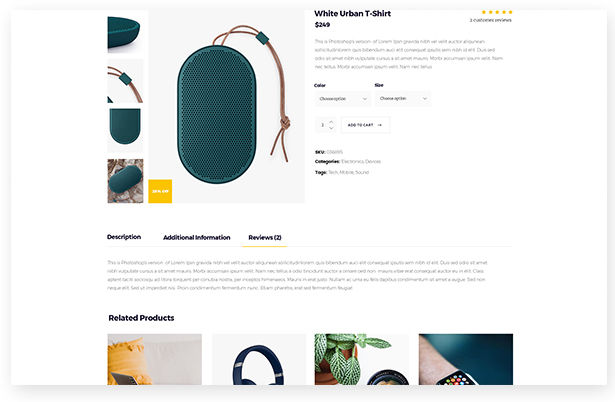 White Urban T-Shirt
$249
2 customer reviews
This is Photoshop's version of Lorem Ipsn gravida nibh vel velit auctor aliqunean
sollicitudinlorem quis bibendum auci elit consequat ipsutis sem nibh id elit. Duis sed
odio sit amet nibh vulputate cursus a sit amet mauris. Morbi accumsan ipsum velit. Nam
nec tellus. Morbi accumsan ipsum velit. Nam nec tellus
Color
Size
Choose option
Choose option
ADD TO CART
SKU:
Categories: Electronics, Devices
Tags: Tech, Mobile, Sound
Description
Additional Information
Reviews (2)
This is Photoshop's version of Lorem Ipsn gravida nibh vel velit auctor aliqunean sollicitudinlorem quis bibendum auci elit consequat ipsutis sem nibh id elit. Duis sed odio sit amet
nibh vulputate cursus a sit amet mauris. Morbi accumsan ipsum velit. Nam nec tellus a odio tincidunt auctor a ornare sed non mauris vitae erat consequat auctor eu in elit. Class
aptent taciti sociosqu ad litora torquent per conubia nostra, per inceptos himenaeos. Mauris in erat justo. Nullam ac urna eu felis dapibus condimentum sit amet a augue. Sed non
neque elit. Sed ut imperdiet nisi. Proin condimentum fermentum nunc. Etiam pharetra, erat sed fermentum feugiat
Related Products